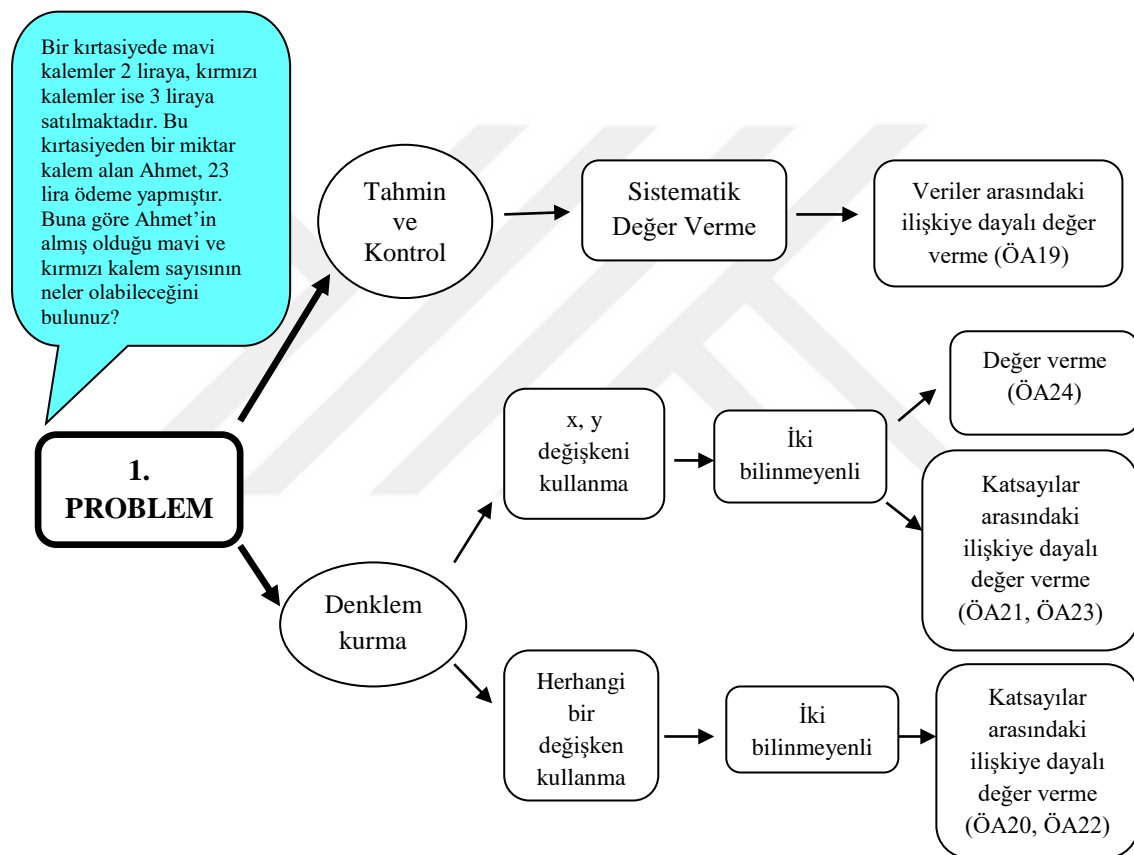 Bir kırtasiyede mavi
kalemler 2 liraya, kırmızı
kalemler ise 3 liraya
satılmaktadır. Bu
kırtasiyeden bir miktar
kalem alan Ahmet, 23
lira ödeme yapmıştır.
Buna göre Ahmet’in
almış olduğu mavi ve
kırmızı kalem sayısının
neler olabileceğini
bulunuz?
1.
PROBLEM
Tahmin
ve
Kontrol
Sistematik
Değer Verme
Veriler arasındaki
ilişkiye dayalı değer
verme (ÖA19)
Denklem
kurma
x, y
değişkeni
kullanma
İki
bilinmeyenli
Değer verme
(ÖA24)
Katsayılar
arasındaki
ilişkiye dayalı
değer verme
(ÖA21, ÖA23)
Herhangi
bir
değişken
kullanma
İki
bilinmeyenli
Katsayılar
arasındaki
ilişkiye dayalı
değer verme
(ÖA20, ÖA22)